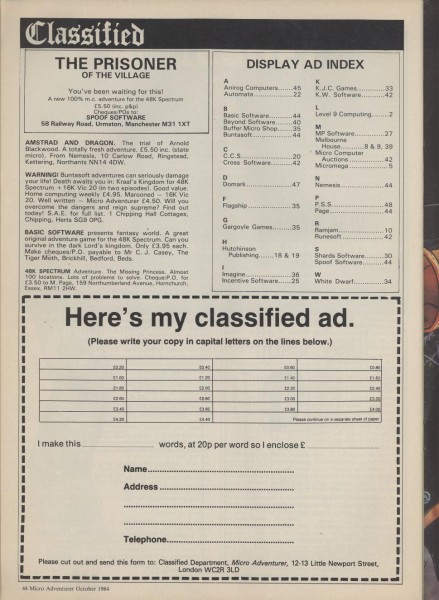 Classified
THE PRISONER
OF THE VILLAGE
You've been waiting for this!
A new 100% m.c. adventure for the 48K Spectrum
£5.50 (inc. p&p)
Cheques/POs to:
SPOOF SOFTWARE
58 Railway Road, Urmston, Manchester M31 1XT
AMSTRAD AND DRAGON. The trial of Arnold
Blackwood. A totally fresh adventure. £5.50 inc. (state
micro). From Nemesis, 10 Carlow Road, Ringstead,
Kettering, Northants NN14 4DW.
WARNING! Buntasoft adventures can seriously damage
your life! Death awaits you in: Kraal's Kingdom for 48K
Spectrum + 16K Vic 20 (in two episodes). Good value.
Home computing weekly £4.95. Marooned — 16K Vic
20. Well written — Micro Adventurer £4.50. Will you
overcome the dangers and reign supreme? Find out
today! S.A.E. for full list. 1 Chipping Hall Cottages,
Chipping, Herts SG9 0PG.
BASIC SOFTWARE presents fantasy world. A great
original adventure game for the 48K Spectrum. Can you
survive in the dark Lord's kingdom. Only £3.95 each.
Make cheques/P.O. payable to Mr C. J. Casey, The
Tiger Moth, Brickhill, Bedford, Beds.
48K SPECTRUM Adventure. The Missing Princess. Almost
100 locations. Lots of problems to solve. Cheque/P.O. for
£3.50 to M. Page, 159 Northumberland Avenue, Hornchurch,
Essex, RM11 2HW.
DISPLAY AD INDEX
A
Anirog Computers........45
Automata................22
B
Basic Software..........44
Beyond Software.........40
Buffer Micro Shop.......35
Buntasoft...............44
C
C.C.S...................20
Cross Software..........42
D
Domark..................47
F
Flagship................35
G
Gargoyle Games..........35
H
Hutchinson
Publishing.......18 & 19
I
Imagine.................36
Incentive Software......25
K
K.J.C. Games............33
K.W. Software...........42
L
Level 9 Computing........2
M
MP Software.............27
Melbourne
House.........8 & 9, 39
Micro Computer
Auctions................42
Micromega................5
N
Nemesis.................44
P
P.S.S...................48
Page....................44
R
Ramjam..................10
Runesoft................42
S
Shards Software.........30
Spoof Software..........44
W
White Dwarf.............34
Here's my classified ad.
(Please write your copy in capital letters on the lines below.)
£0.20 £0.40 £0.60 £0.80
£1.00 £1.20 £1.40 £1.60
£1.80 £2.00 £2.20 £2.40
£2.60 £2.80 £3.00 £3.20
£3.40 £3.60 £3.80 £4.00
£4.20 £4.40 Please continue on a separate sheet of paper
I make this.................... words, at 20p per word so I enclose £
Name..............................
Address..............................
Telephone..............................
Please cut out and send this form to: Classified Department, Micro Adventurer, 12-13 Little Newport Street,
London WC2R 3LD
44 Micro Adventurer October 1984